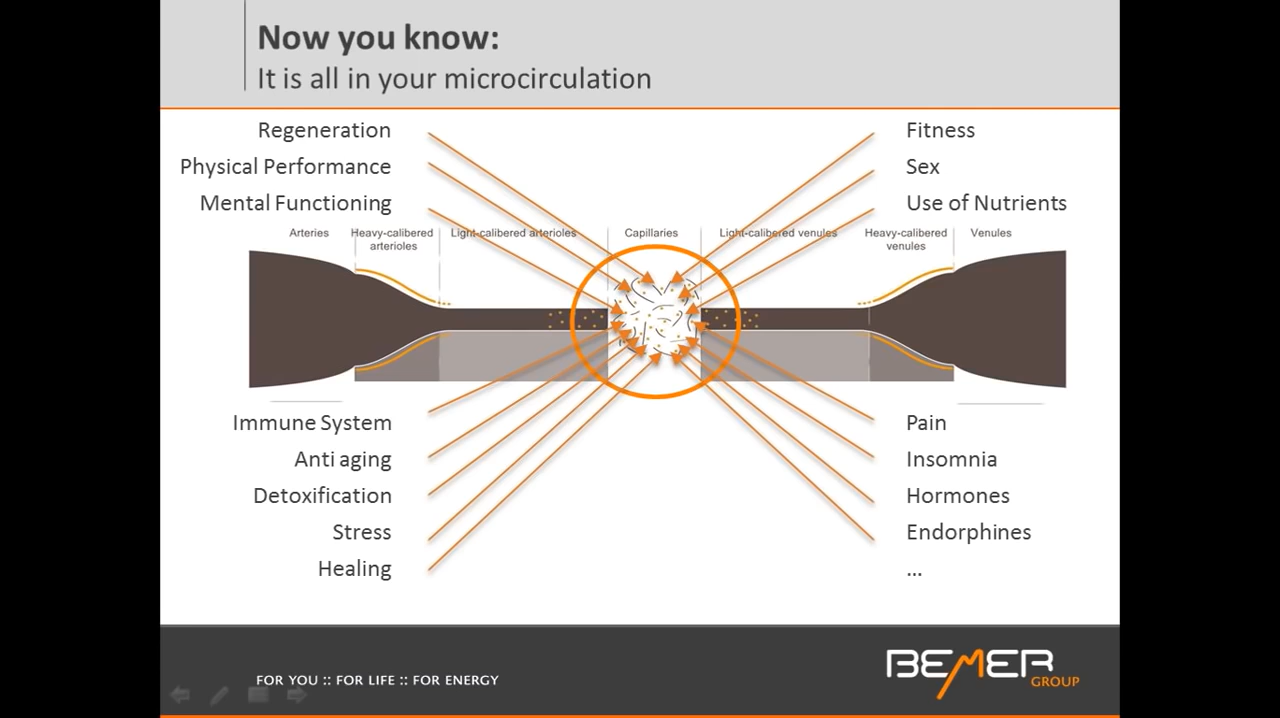 Now you know:
It is all in your microcirculation
Regeneration
Physical Performance
Mental Functioning
Fitness
Sex
Use of Nutrients
Arteries
Heavy-calibered
arterioles
Light-calibered arterioles
Capillaries
Light-calibered venules
Heavy-calibered
venules
Venules
Immune System
Anti aging
Detoxification
Stress
Healing
Pain
Insomnia
Hormones
Endorphines
...
FOR YOU :: FOR LIFE :: FOR ENERGY
BEMER
GROUP